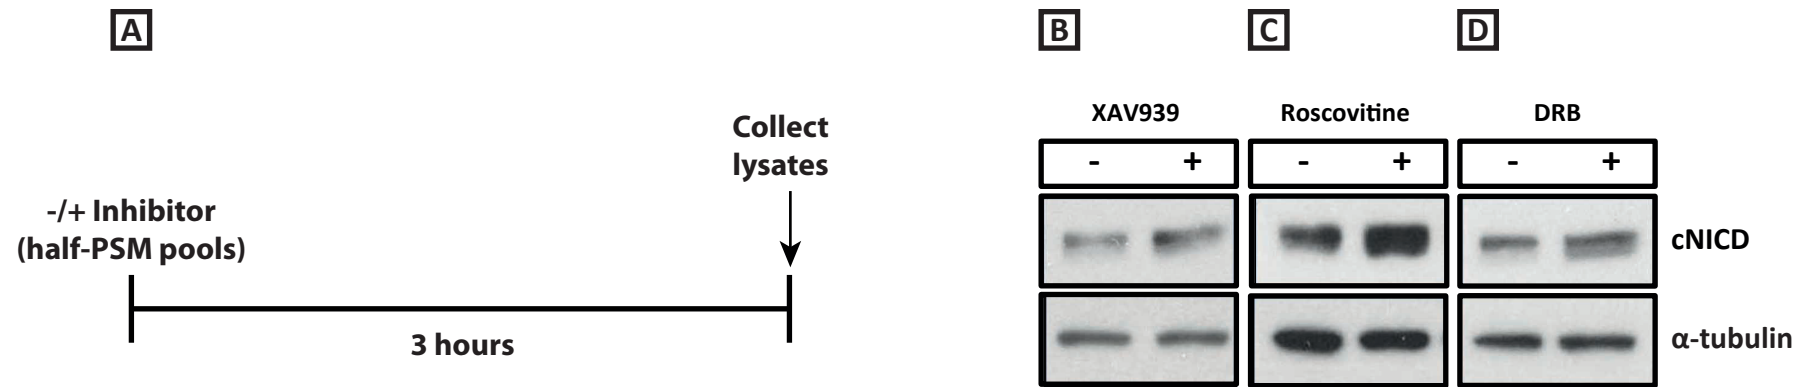 A
B
C
D
Collect
lysates
-/+ Inhibitor
(half-PSM pools)
3 hours
XAV939
Roscovitine
DRB
- +
- +
- +
cNICD
α-tubulin